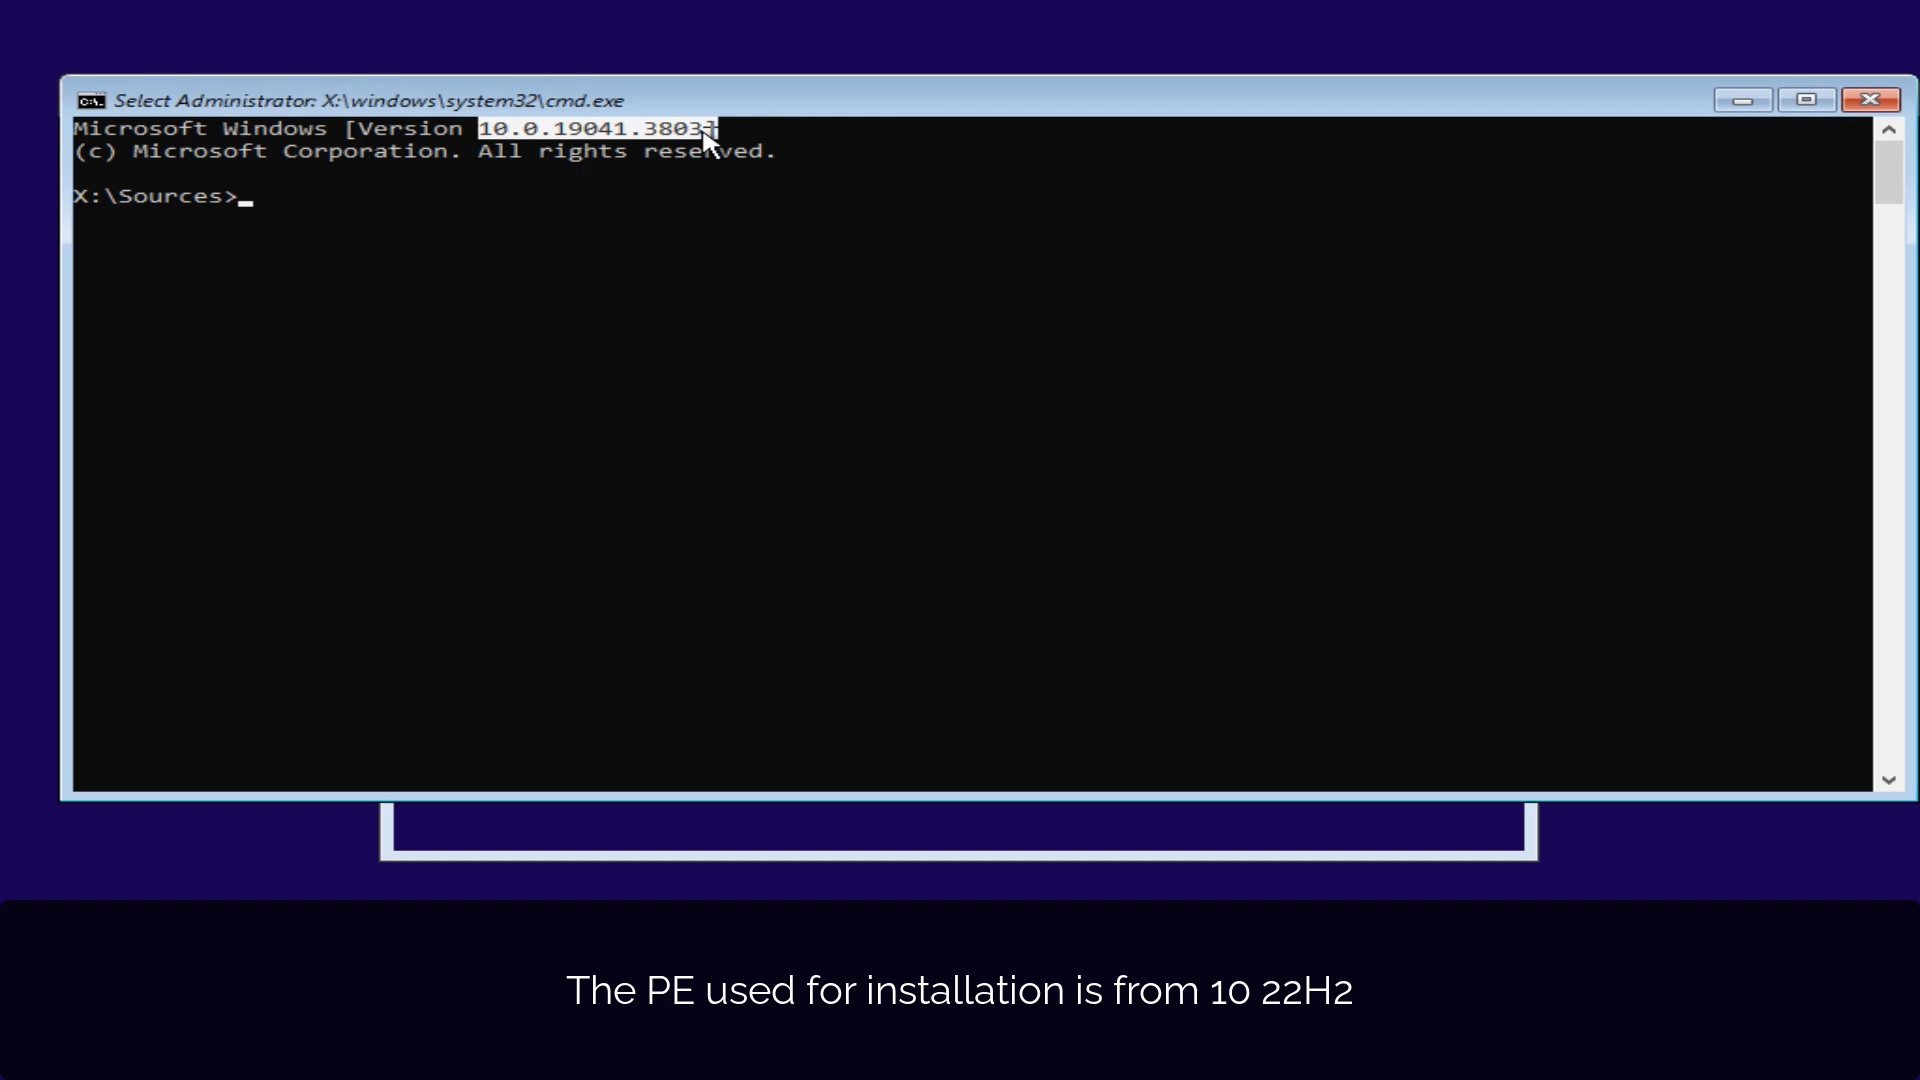 C:\.
Select Administrator: X:\windows\system32\cmd.exe
Microsoft Windows [Version 10.0.19041.3803]
(c) Microsoft Corporation. All rights reserved.
X:\Sources>
The PE used for installation is from 10 22H2